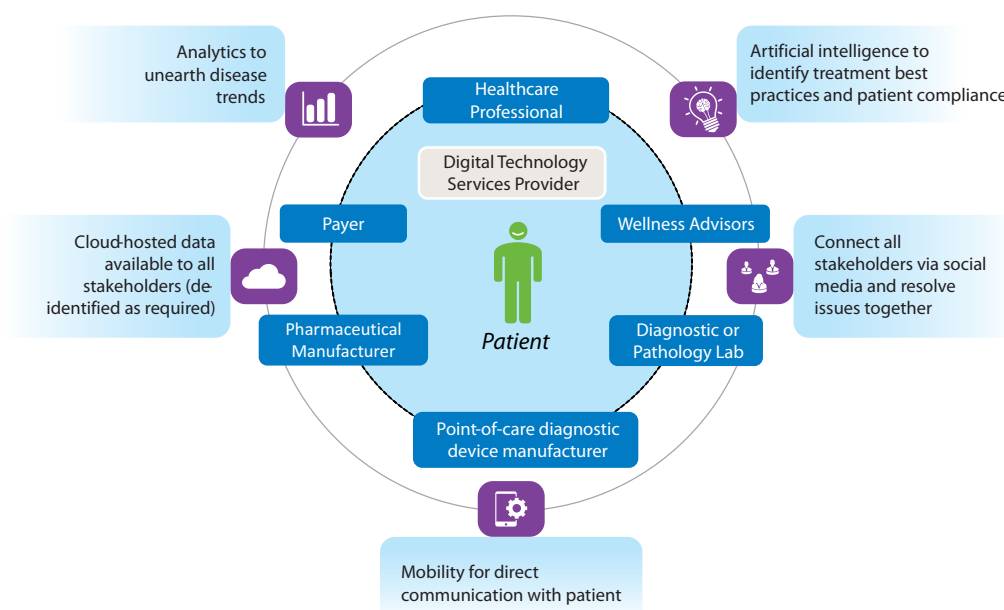 Analytics to
unearth disease
trends
Artificial intelligence to
identify treatment best
practices and patient compliance
Healthcare
Professional
Digital Technology
Services Provider
Payer
Wellness Advisors
Cloud-hosted data
available to all
stakeholders (de-
identified as required)
Connect all
stakeholders via social
media and resolve
issues together
Pharmaceutical
Manufacturer
Patient
Diagnostic or
Pathology Lab
Point-of-care diagnostic
device manufacturer
Mobility for direct
communication with patient